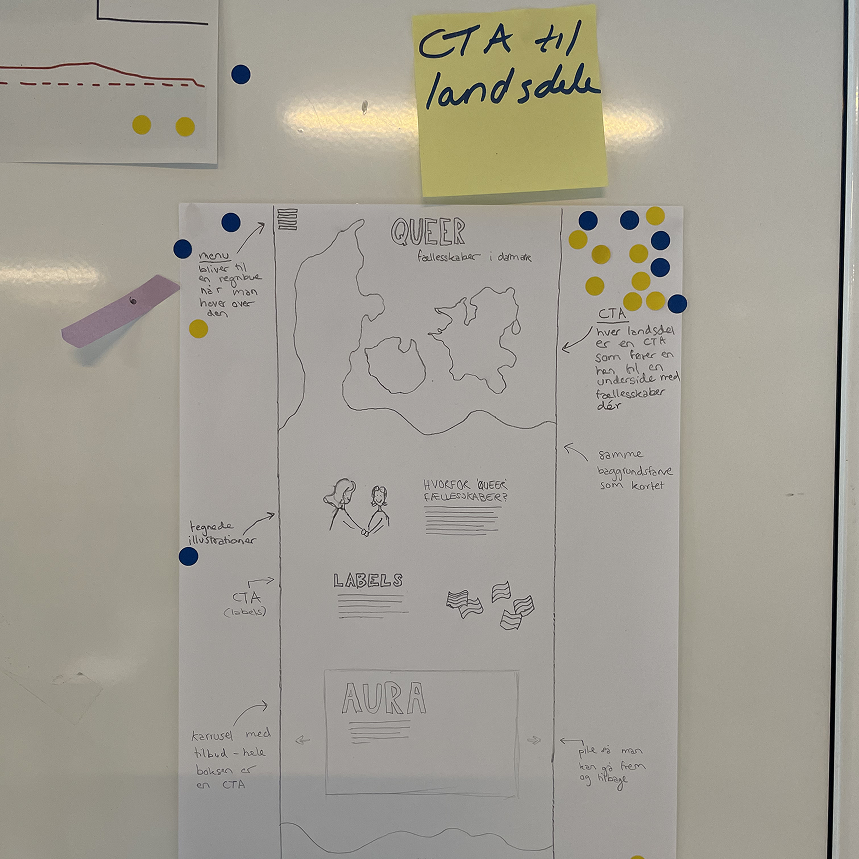 CTA til
landsdele
QUEER
fællesskaber i danmark
menu
bliver til
en regnbue
når man
hover over
den
CTA
hver landsdel
er en CTA
som fører en
hen til en
underside med
fællesskaber
dér
samme
baggrundsfarve
som kortet
HVORFOR 'QUEER'
FÆLLESSKABER?
tegnede
illustrationer
LABELS
CTA
(labels)
AURA
karrusel med
tilbud - hele
boksen er
en CTA
pile så man
kan gå frem
og tilbage